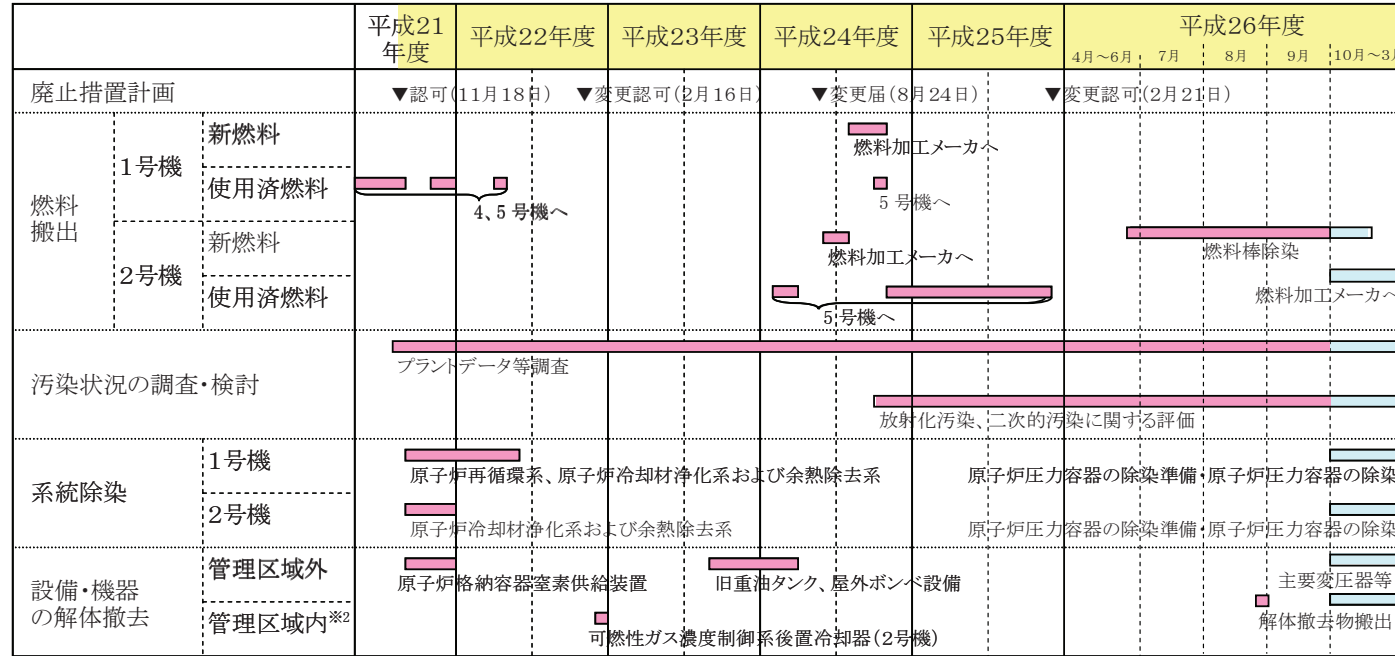 平成21年度
平成22年度
平成23年度
平成24年度
平成25年度
平成26年度
4月～6月
7月
8月
9月
10月～3月
廃止措置計画
▼認可(11月18日)
▼変更認可(2月16日)
▼変更届(8月24日)
▼変更認可(2月21日)
燃料搬出
1号機
新燃料
燃料加工メーカへ
使用済燃料
4、5号機へ
5号機へ
2号機
新燃料
燃料加工メーカへ
燃料棒除染
使用済燃料
5号機へ
燃料加工メーカへ
汚染状況の調査・検討
プラントデータ等調査
放射化汚染、二次的汚染に関する評価
系統除染
1号機
原子炉再循環系、原子炉冷却材浄化系および余熱除去系
原子炉圧力容器の除染準備・原子炉圧力容器の除染
2号機
原子炉冷却材浄化系および余熱除去系
原子炉圧力容器の除染準備・原子炉圧力容器の除染
設備・機器の解体撤去
管理区域外
原子炉格納容器窒素供給装置
旧重油タンク、屋外ボンベ設備
主要変圧器等
管理区域内※2
可燃性ガス濃度制御系後置冷却器(2号機)
解体撤去物搬出